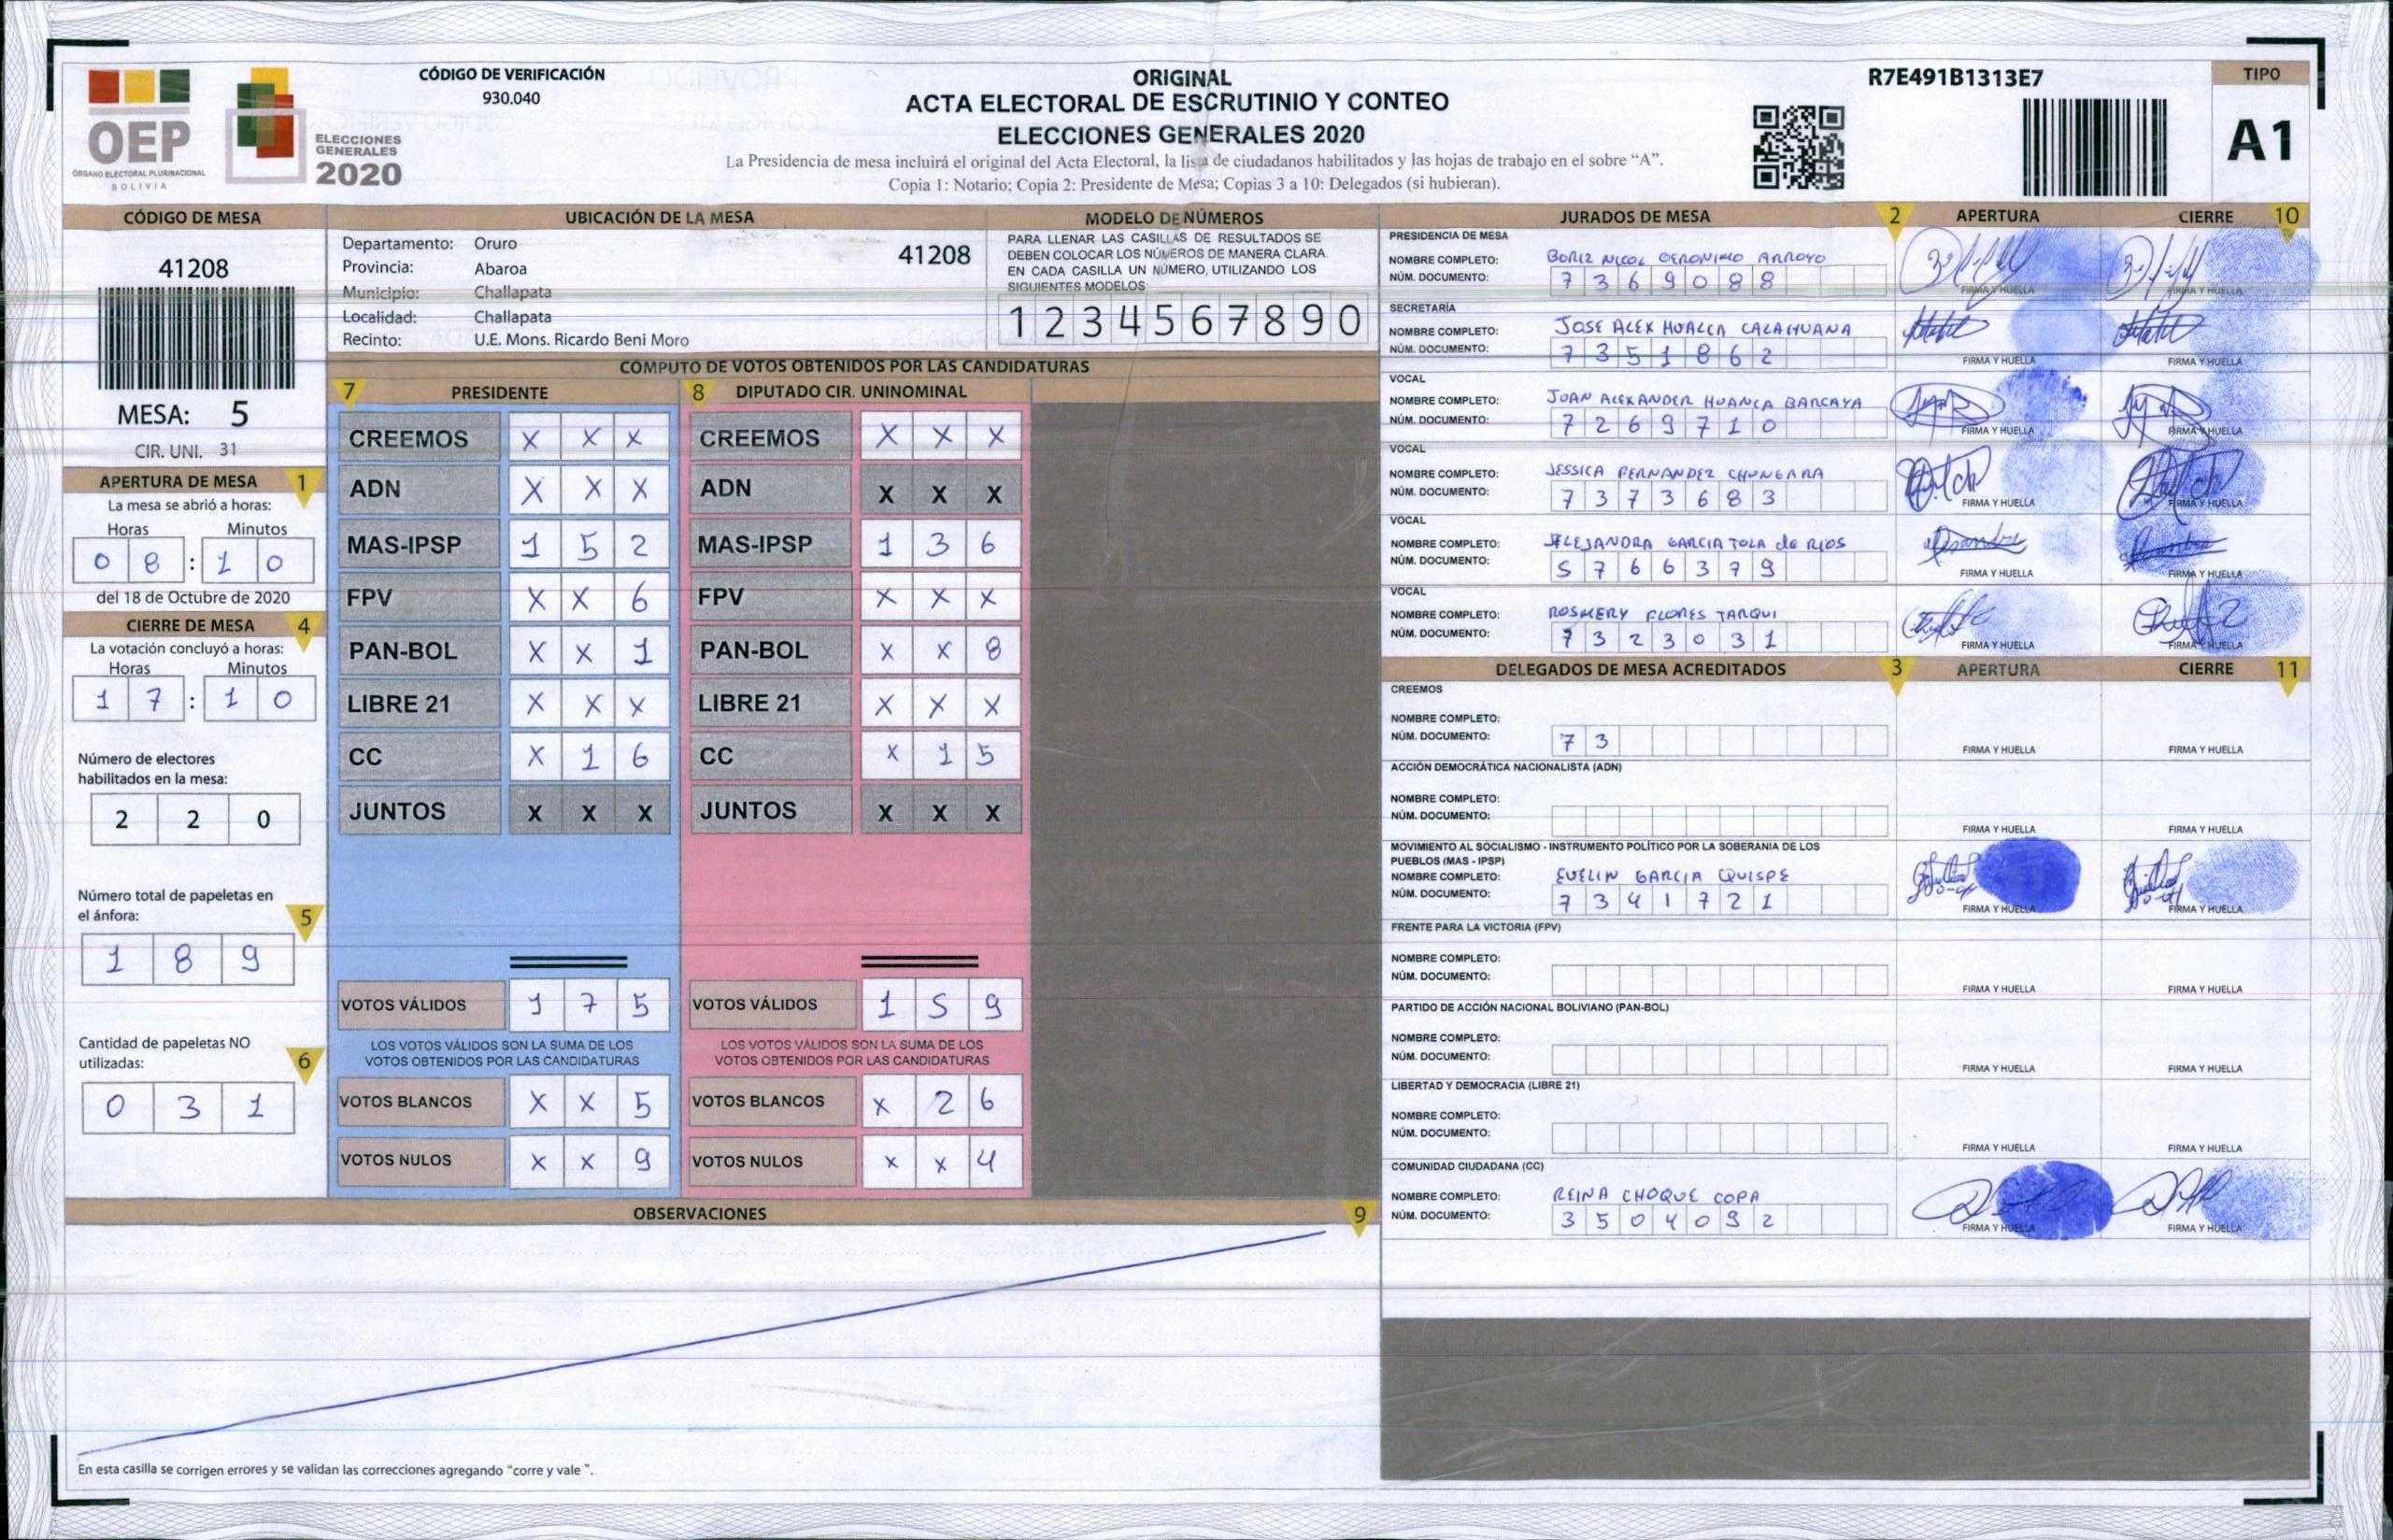 OEP
ÓRGANO ELECTORAL PLURINACIONAL
BOLIVIA
ELECCIONES
GENERALES
2020
CÓDIGO DE VERIFICACIÓN
930.040
ORIGINAL
ACTA ELECTORAL DE ESCRUTINIO Y CONTEO
ELECCIONES GENERALES 2020
La Presidencia de mesa incluirá el original del Acta Electoral, la lista de ciudadanos habilitados y las hojas de trabajo en el sobre “A”.
Copia 1: Notario; Copia 2: Presidente de Mesa; Copias 3 a 10: Delegados (si hubieran).
R7E491B1313E7
TIPO
A1
CÓDIGO DE MESA
41208
MESA: 5
CIR. UNI. 31
UBICACIÓN DE LA MESA
Departamento: Oruro
41208
Provincia: Abaroa
Municipio: Challapata
Localidad: Challapata
Recinto: U.E. Mons. Ricardo Beni Moro
MODELO DE NÚMEROS
PARA LLENAR LAS CASILLAS DE RESULTADOS SE
DEBEN COLOCAR LOS NÚMEROS DE MANERA CLARA.
EN CADA CASILLA UN NÚMERO, UTILIZANDO LOS
SIGUIENTES MODELOS:
1 2 3 4 5 6 7 8 9 0
APERTURA DE MESA 1
La mesa se abrió a horas:
Horas Minutos
0 8 : 1 0
del 18 de Octubre de 2020
CIERRE DE MESA 4
La votación concluyó a horas:
Horas Minutos
1 7 : 1 0
Número de electores
habilitados en la mesa:
2 2 0
Número total de papeletas en
el ánfora: 5
1 8 9
Cantidad de papeletas NO
utilizadas: 6
0 3 1
CÓMPUTO DE VOTOS OBTENIDOS POR LAS CANDIDATURAS
7 PRESIDENTE 8 DIPUTADO CIR. UNINOMINAL
CREEMOS X X X CREEMOS X X X
ADN X X X ADN X X X
MAS-IPSP 1 5 2 MAS-IPSP 1 3 6
FPV X X 6 FPV X X X
PAN-BOL X X 1 PAN-BOL X X 8
LIBRE 21 X X X LIBRE 21 X X X
CC X 1 6 CC X 1 5
JUNTOS X X X JUNTOS X X X
VOTOS VÁLIDOS 1 7 5 VOTOS VÁLIDOS 1 5 9
LOS VOTOS VÁLIDOS SON LA SUMA DE LOS LOS VOTOS VÁLIDOS SON LA SUMA DE LOS
VOTOS OBTENIDOS POR LAS CANDIDATURAS VOTOS OBTENIDOS POR LAS CANDIDATURAS
VOTOS BLANCOS X X 5 VOTOS BLANCOS X 2 6
VOTOS NULOS X X 9 VOTOS NULOS X X 4
OBSERVACIONES 9
En esta casilla se corrigen errores y se validan las correcciones agregando “corre y vale ”.
JURADOS DE MESA 2 APERTURA CIERRE 10
PRESIDENCIA DE MESA
NOMBRE COMPLETO: BORIZ NICOL GERONIMO ARROYO
NÚM. DOCUMENTO: 7 3 6 9 0 8 8
FIRMA Y HUELLA FIRMA Y HUELLA
SECRETARÍA
NOMBRE COMPLETO: JOSE ALEX HUALLA CALAHUANA
NÚM. DOCUMENTO: 7 3 5 1 8 6 2
FIRMA Y HUELLA FIRMA Y HUELLA
VOCAL
NOMBRE COMPLETO: JOAN ALEXANDER HUANCA BARCAYA
NÚM. DOCUMENTO: 7 2 6 9 7 1 0
FIRMA Y HUELLA FIRMA Y HUELLA
VOCAL
NOMBRE COMPLETO: JESSICA FERNANDEZ CHUNGARA
NÚM. DOCUMENTO: 7 3 7 3 6 8 3
FIRMA Y HUELLA FIRMA Y HUELLA
VOCAL
NOMBRE COMPLETO: ALEJANDRA GARCIA TOLA de RIOS
NÚM. DOCUMENTO: 5 7 6 6 3 7 9
FIRMA Y HUELLA FIRMA Y HUELLA
VOCAL
NOMBRE COMPLETO: ROSMERY FLORES TARQUI
NÚM. DOCUMENTO: 7 3 2 3 0 3 1
FIRMA Y HUELLA FIRMA Y HUELLA
DELEGADOS DE MESA ACREDITADOS 3 APERTURA CIERRE 11
CREEMOS
NOMBRE COMPLETO:
NÚM. DOCUMENTO: 7 3
FIRMA Y HUELLA FIRMA Y HUELLA
ACCIÓN DEMOCRÁTICA NACIONALISTA (ADN)
NOMBRE COMPLETO:
NÚM. DOCUMENTO:
FIRMA Y HUELLA FIRMA Y HUELLA
MOVIMIENTO AL SOCIALISMO - INSTRUMENTO POLÍTICO POR LA SOBERANIA DE LOS
PUEBLOS (MAS - IPSP)
NOMBRE COMPLETO: EVELIN GARCIA QUISPE
NÚM. DOCUMENTO: 7 3 4 1 7 2 1
FIRMA Y HUELLA FIRMA Y HUELLA
FRENTE PARA LA VICTORIA (FPV)
NOMBRE COMPLETO:
NÚM. DOCUMENTO:
FIRMA Y HUELLA FIRMA Y HUELLA
PARTIDO DE ACCIÓN NACIONAL BOLIVIANO (PAN-BOL)
NOMBRE COMPLETO:
NÚM. DOCUMENTO:
FIRMA Y HUELLA FIRMA Y HUELLA
LIBERTAD Y DEMOCRACIA (LIBRE 21)
NOMBRE COMPLETO:
NÚM. DOCUMENTO:
FIRMA Y HUELLA FIRMA Y HUELLA
COMUNIDAD CIUDADANA (CC)
NOMBRE COMPLETO: REINA CHOQUE COPA
NÚM. DOCUMENTO: 3 5 0 4 0 9 2
FIRMA Y HUELLA FIRMA Y HUELLA